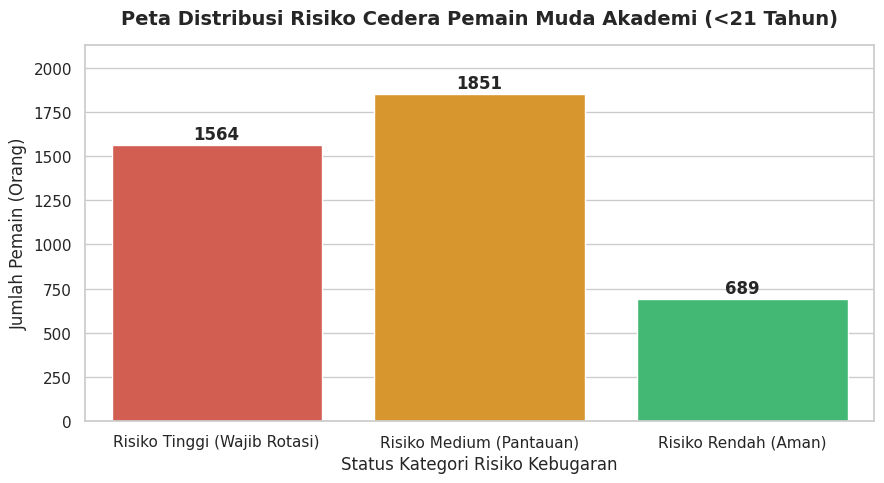 Peta Distribusi Risiko Cedera Pemain Muda Akademi (<21 Tahun)
Jumlah Pemain (Orang)
2000
1750
1500
1250
1000
750
500
250
0
1564
1851
689
Risiko Tinggi (Wajib Rotasi)
Risiko Medium (Pantauan)
Risiko Rendah (Aman)
Status Kategori Risiko Kebugaran